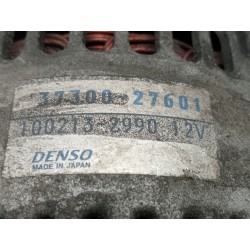 37300-27601
100213-2990 12V
DENSO
MADE IN JAPAN